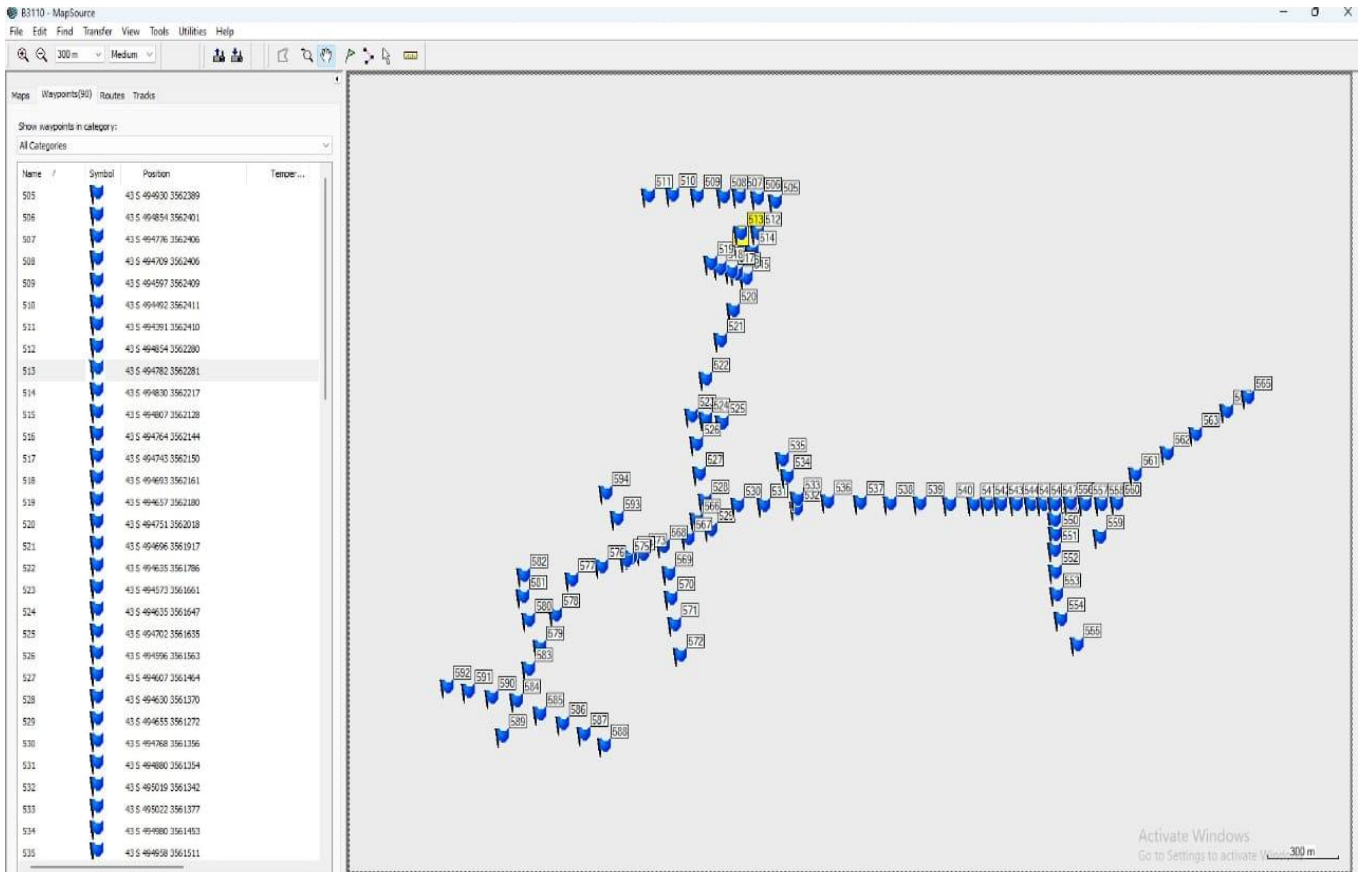 B3110 - MapSource
File Edit Find Transfer View Tools Utilities Help
300 m Medium
Maps Waypoints(90) Routes Tracks
Show waypoints in category:
All Categories
Name / Symbol Position Temper...
505 43 S 494930 3562389
506 43 S 494854 3562401
507 43 S 494776 3562406
508 43 S 494709 3562406
509 43 S 494597 3562409
510 43 S 494492 3562411
511 43 S 494391 3562410
512 43 S 494854 3562280
513 43 S 494782 3562281
514 43 S 494830 3562217
515 43 S 494807 3562128
516 43 S 494764 3562144
517 43 S 494743 3562150
518 43 S 494693 3562161
519 43 S 494657 3562180
520 43 S 494751 3562018
521 43 S 494696 3561917
522 43 S 494635 3561786
523 43 S 494573 3561661
524 43 S 494635 3561647
525 43 S 494702 3561635
526 43 S 494596 3561563
527 43 S 494607 3561464
528 43 S 494630 3561370
529 43 S 494655 3561272
530 43 S 494768 3561356
531 43 S 494880 3561354
532 43 S 495019 3561342
533 43 S 495022 3561377
534 43 S 494980 3561453
535 43 S 494958 3561511
511 510 509 508 507 506 505
513 512
514
519
520
521
522
523 524 525
526
527
528
566
567
568
569
570
571
572
535
534
533
532
530 531
536 537 538 539 540 543 544 547 557 558 560
550
551
552
553
554
555
559
561
562
563
565
594
593
575
576
577
578
579
580
581
582
583
584
585
586
587
588
589
590
591
592
Activate Windows
Go to Settings to activate
300 m